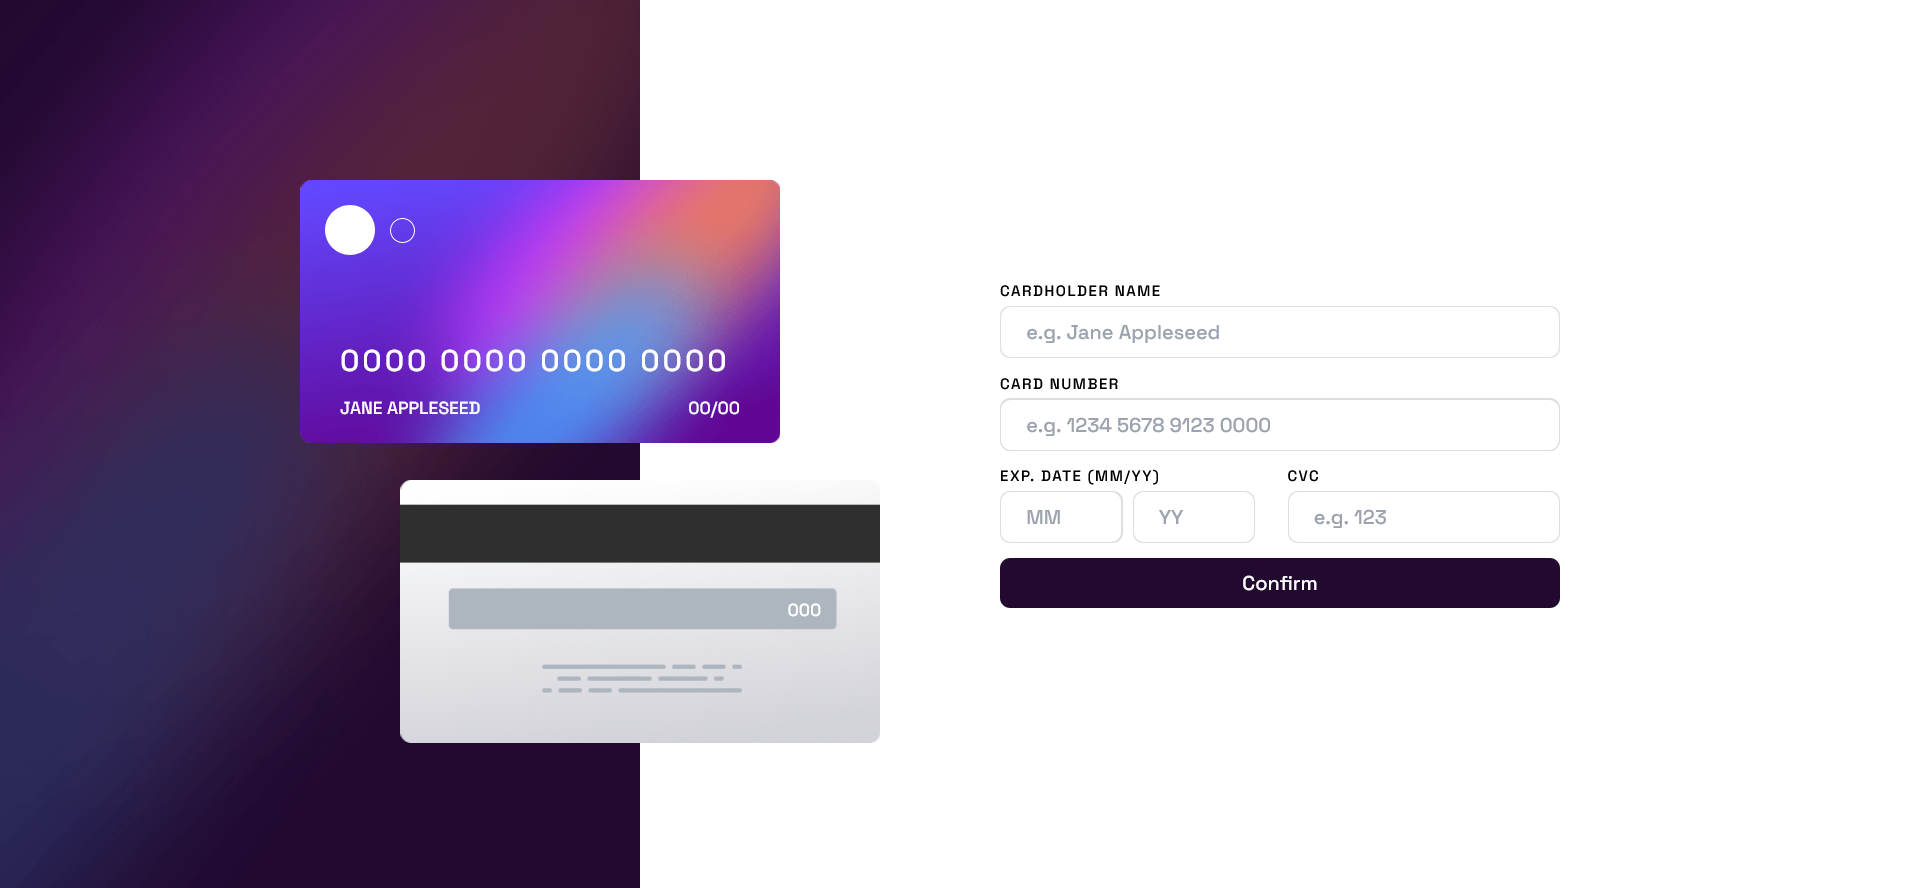 0000 0000 0000 0000
JANE APPLESEED 00/00
000
CARDHOLDER NAME
e.g. Jane Appleseed
CARD NUMBER
e.g. 1234 5678 9123 0000
EXP. DATE (MM/YY) CVC
MM YY e.g. 123
Confirm